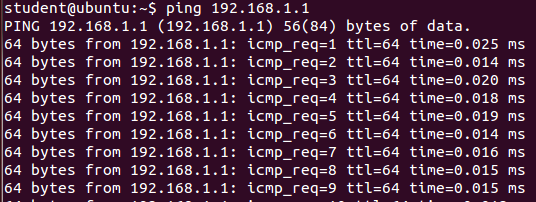 student@ubuntu:~$ ping 192.168.1.1
PING 192.168.1.1 (192.168.1.1) 56(84) bytes of data.
64 bytes from 192.168.1.1: icmp_req=1 ttl=64 time=0.025 ms
64 bytes from 192.168.1.1: icmp_req=2 ttl=64 time=0.014 ms
64 bytes from 192.168.1.1: icmp_req=3 ttl=64 time=0.020 ms
64 bytes from 192.168.1.1: icmp_req=4 ttl=64 time=0.018 ms
64 bytes from 192.168.1.1: icmp_req=5 ttl=64 time=0.019 ms
64 bytes from 192.168.1.1: icmp_req=6 ttl=64 time=0.014 ms
64 bytes from 192.168.1.1: icmp_req=7 ttl=64 time=0.016 ms
64 bytes from 192.168.1.1: icmp_req=8 ttl=64 time=0.015 ms
64 bytes from 192.168.1.1: icmp_req=9 ttl=64 time=0.015 ms